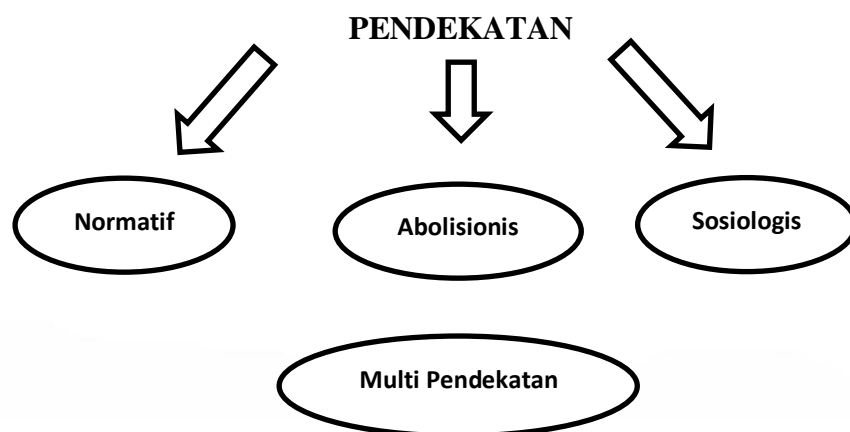 PENDEKATAN
Normatif
Abolisionis
Sosiologis
Multi Pendekatan